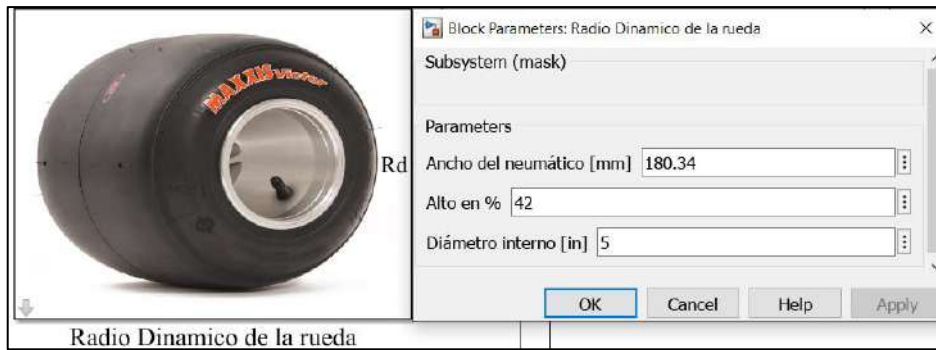 MAXXIS Victor
Rd
Radio Dinamico de la rueda
Block Parameters: Radio Dinamico de la rueda
Subsystem (mask)
Parameters
Ancho del neumático [mm] 180.34
Alto en % 42
Diámetro interno [in] 5
OK Cancel Help Apply